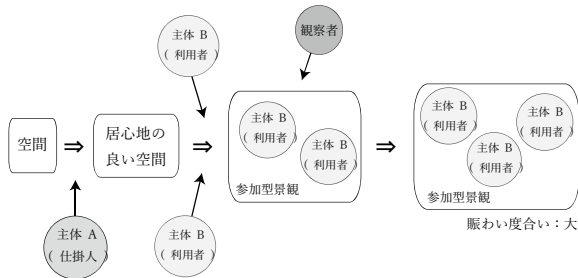 空間
⇒
居心地の
良い空間
⇒
主体 A
( 仕掛人 )
主体 B
( 利用者 )
主体 B
( 利用者 )
観察者
主体 B
( 利用者 )
主体 B
( 利用者 )
参加型景観
⇒
主体 B
( 利用者 )
主体 B
( 利用者 )
主体 B
( 利用者 )
参加型景観
賑わい度合い：大